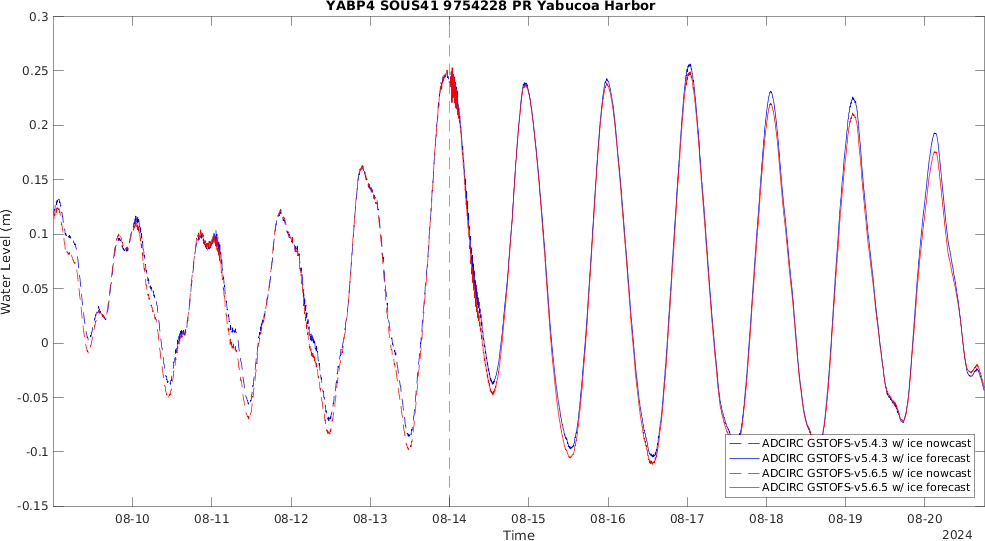 YABP4 SOUS41 9754228 PR Yabucoa Harbor
0.3
0.25
0.2
0.15
0.1
0.05
0
-0.05
-0.1
-0.15
Water Level (m)
ADCIRC GSTOFS-v5.4.3 w/ ice nowcast
ADCIRC GSTOFS-v5.4.3 w/ ice forecast
ADCIRC GSTOFS-v5.6.5 w/ ice nowcast
ADCIRC GSTOFS-v5.6.5 w/ ice forecast
08-10 08-11 08-12 08-13 08-14 08-15 08-16 08-17 08-18 08-19 08-20
Time
2024